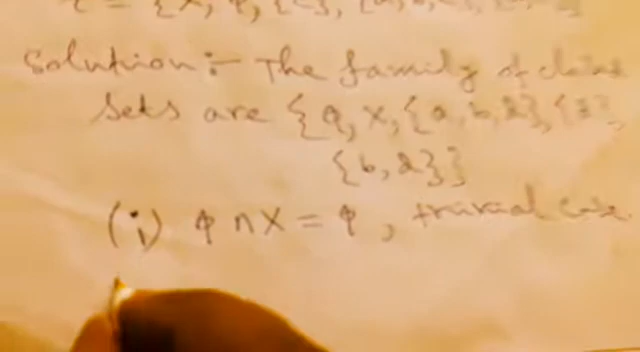 τ = {X, φ, {c}, {a, b, c},
Solution:- The family of closed
sets are {φ, X, {a, b, d}, {d},
{b, d}}
(i) φ ∩ X = φ, trivial case.